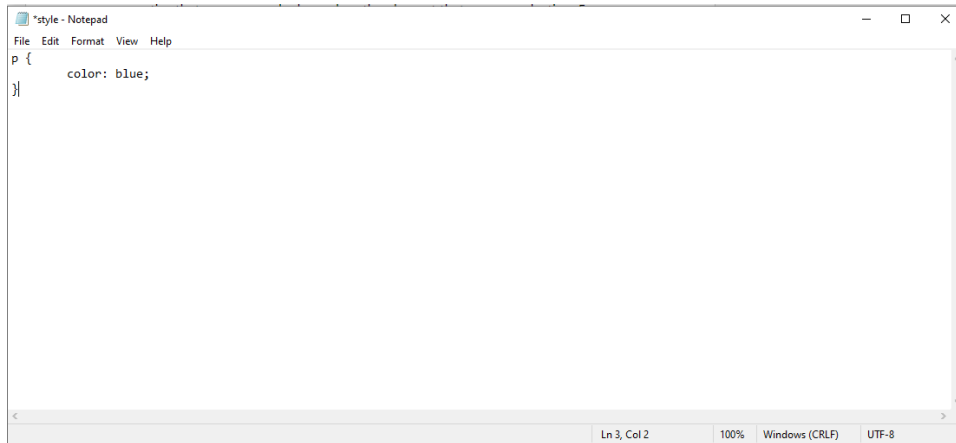 *style - Notepad
File Edit Format View Help
p {
        color: blue;
}
Ln 3, Col 2 100% Windows (CRLF) UTF-8